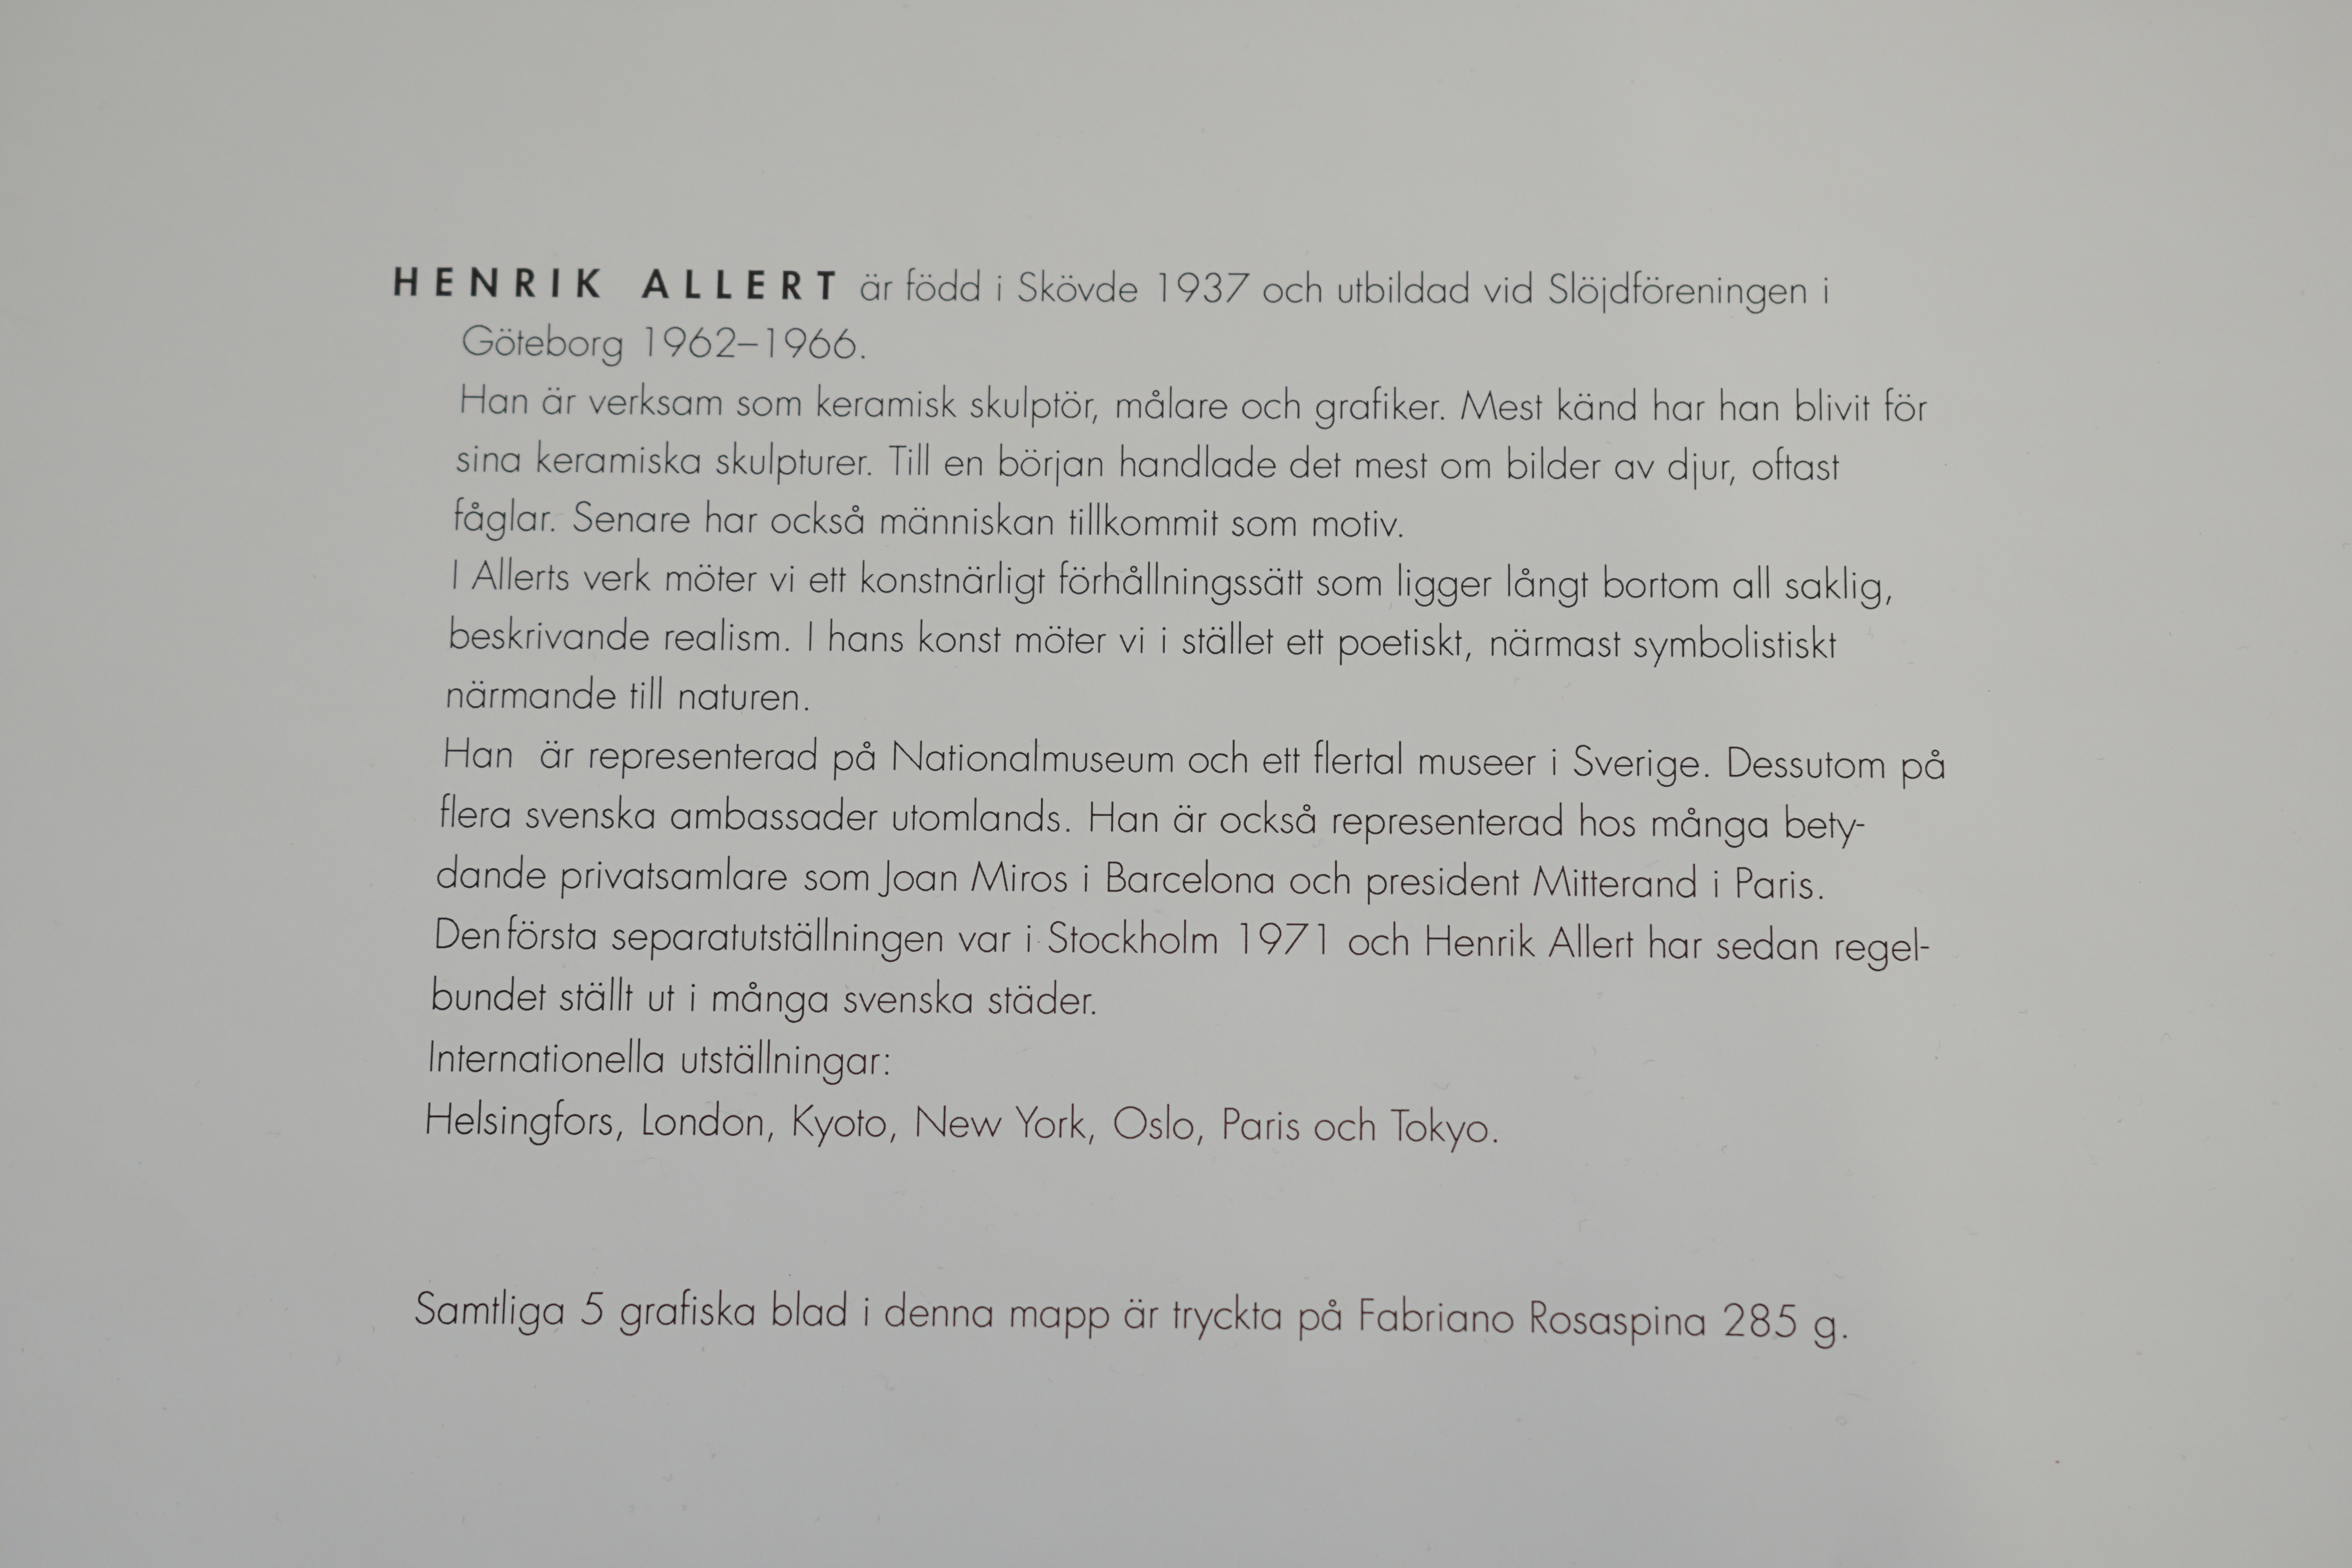 HENRIK ALLERT är född i Skövde 1937 och utbildad vid Slöjdföreningen i
Göteborg 1962–1966.
Han är verksam som keramisk skulptör, målare och grafiker. Mest känd har han blivit för
sina keramiska skulpturer. Till en början handlade det mest om bilder av djur, oftast
fåglar. Senare har också människan tillkommit som motiv.
I Allerts verk möter vi ett konstnärligt förhållningssätt som ligger långt bortom all saklig,
beskrivande realism. I hans konst möter vi i stället ett poetiskt, närmast symbolistiskt
närmande till naturen.
Han är representerad på Nationalmuseum och ett flertal museer i Sverige. Dessutom på
flera svenska ambassader utomlands. Han är också representerad hos många bety-
dande privatsamlare som Joan Miros i Barcelona och president Mitterand i Paris.
Den första separatutställningen var i Stockholm 1971 och Henrik Allert har sedan regel-
bundet ställt ut i många svenska städer.
Internationella utställningar:
Helsingfors, London, Kyoto, New York, Oslo, Paris och Tokyo.
Samtliga 5 grafiska blad i denna mapp är tryckta på Fabriano Rosaspina 285 g.